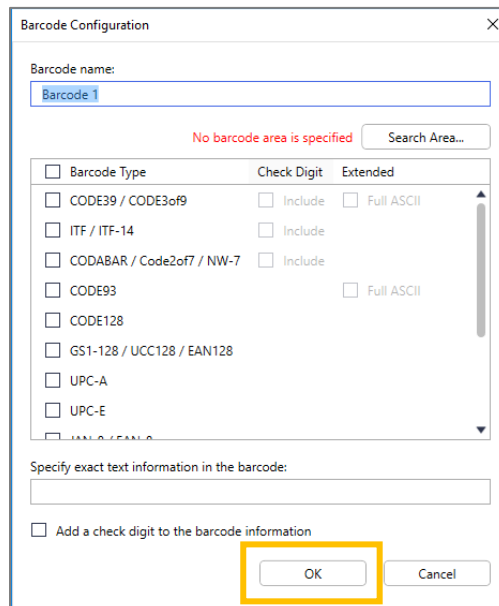 Barcode Configuration
Barcode name:
Barcode 1
No barcode area is specified Search Area...
Barcode Type Check Digit Extended
CODE39 / CODE3of9 Include Full ASCII
ITF / ITF-14 Include
CODABAR / Code2of7 / NW-7 Include
CODE93 Full ASCII
CODE128
GS1-128 / UCC128 / EAN128
UPC-A
UPC-E
Specify exact text information in the barcode:
Add a check digit to the barcode information
OK Cancel